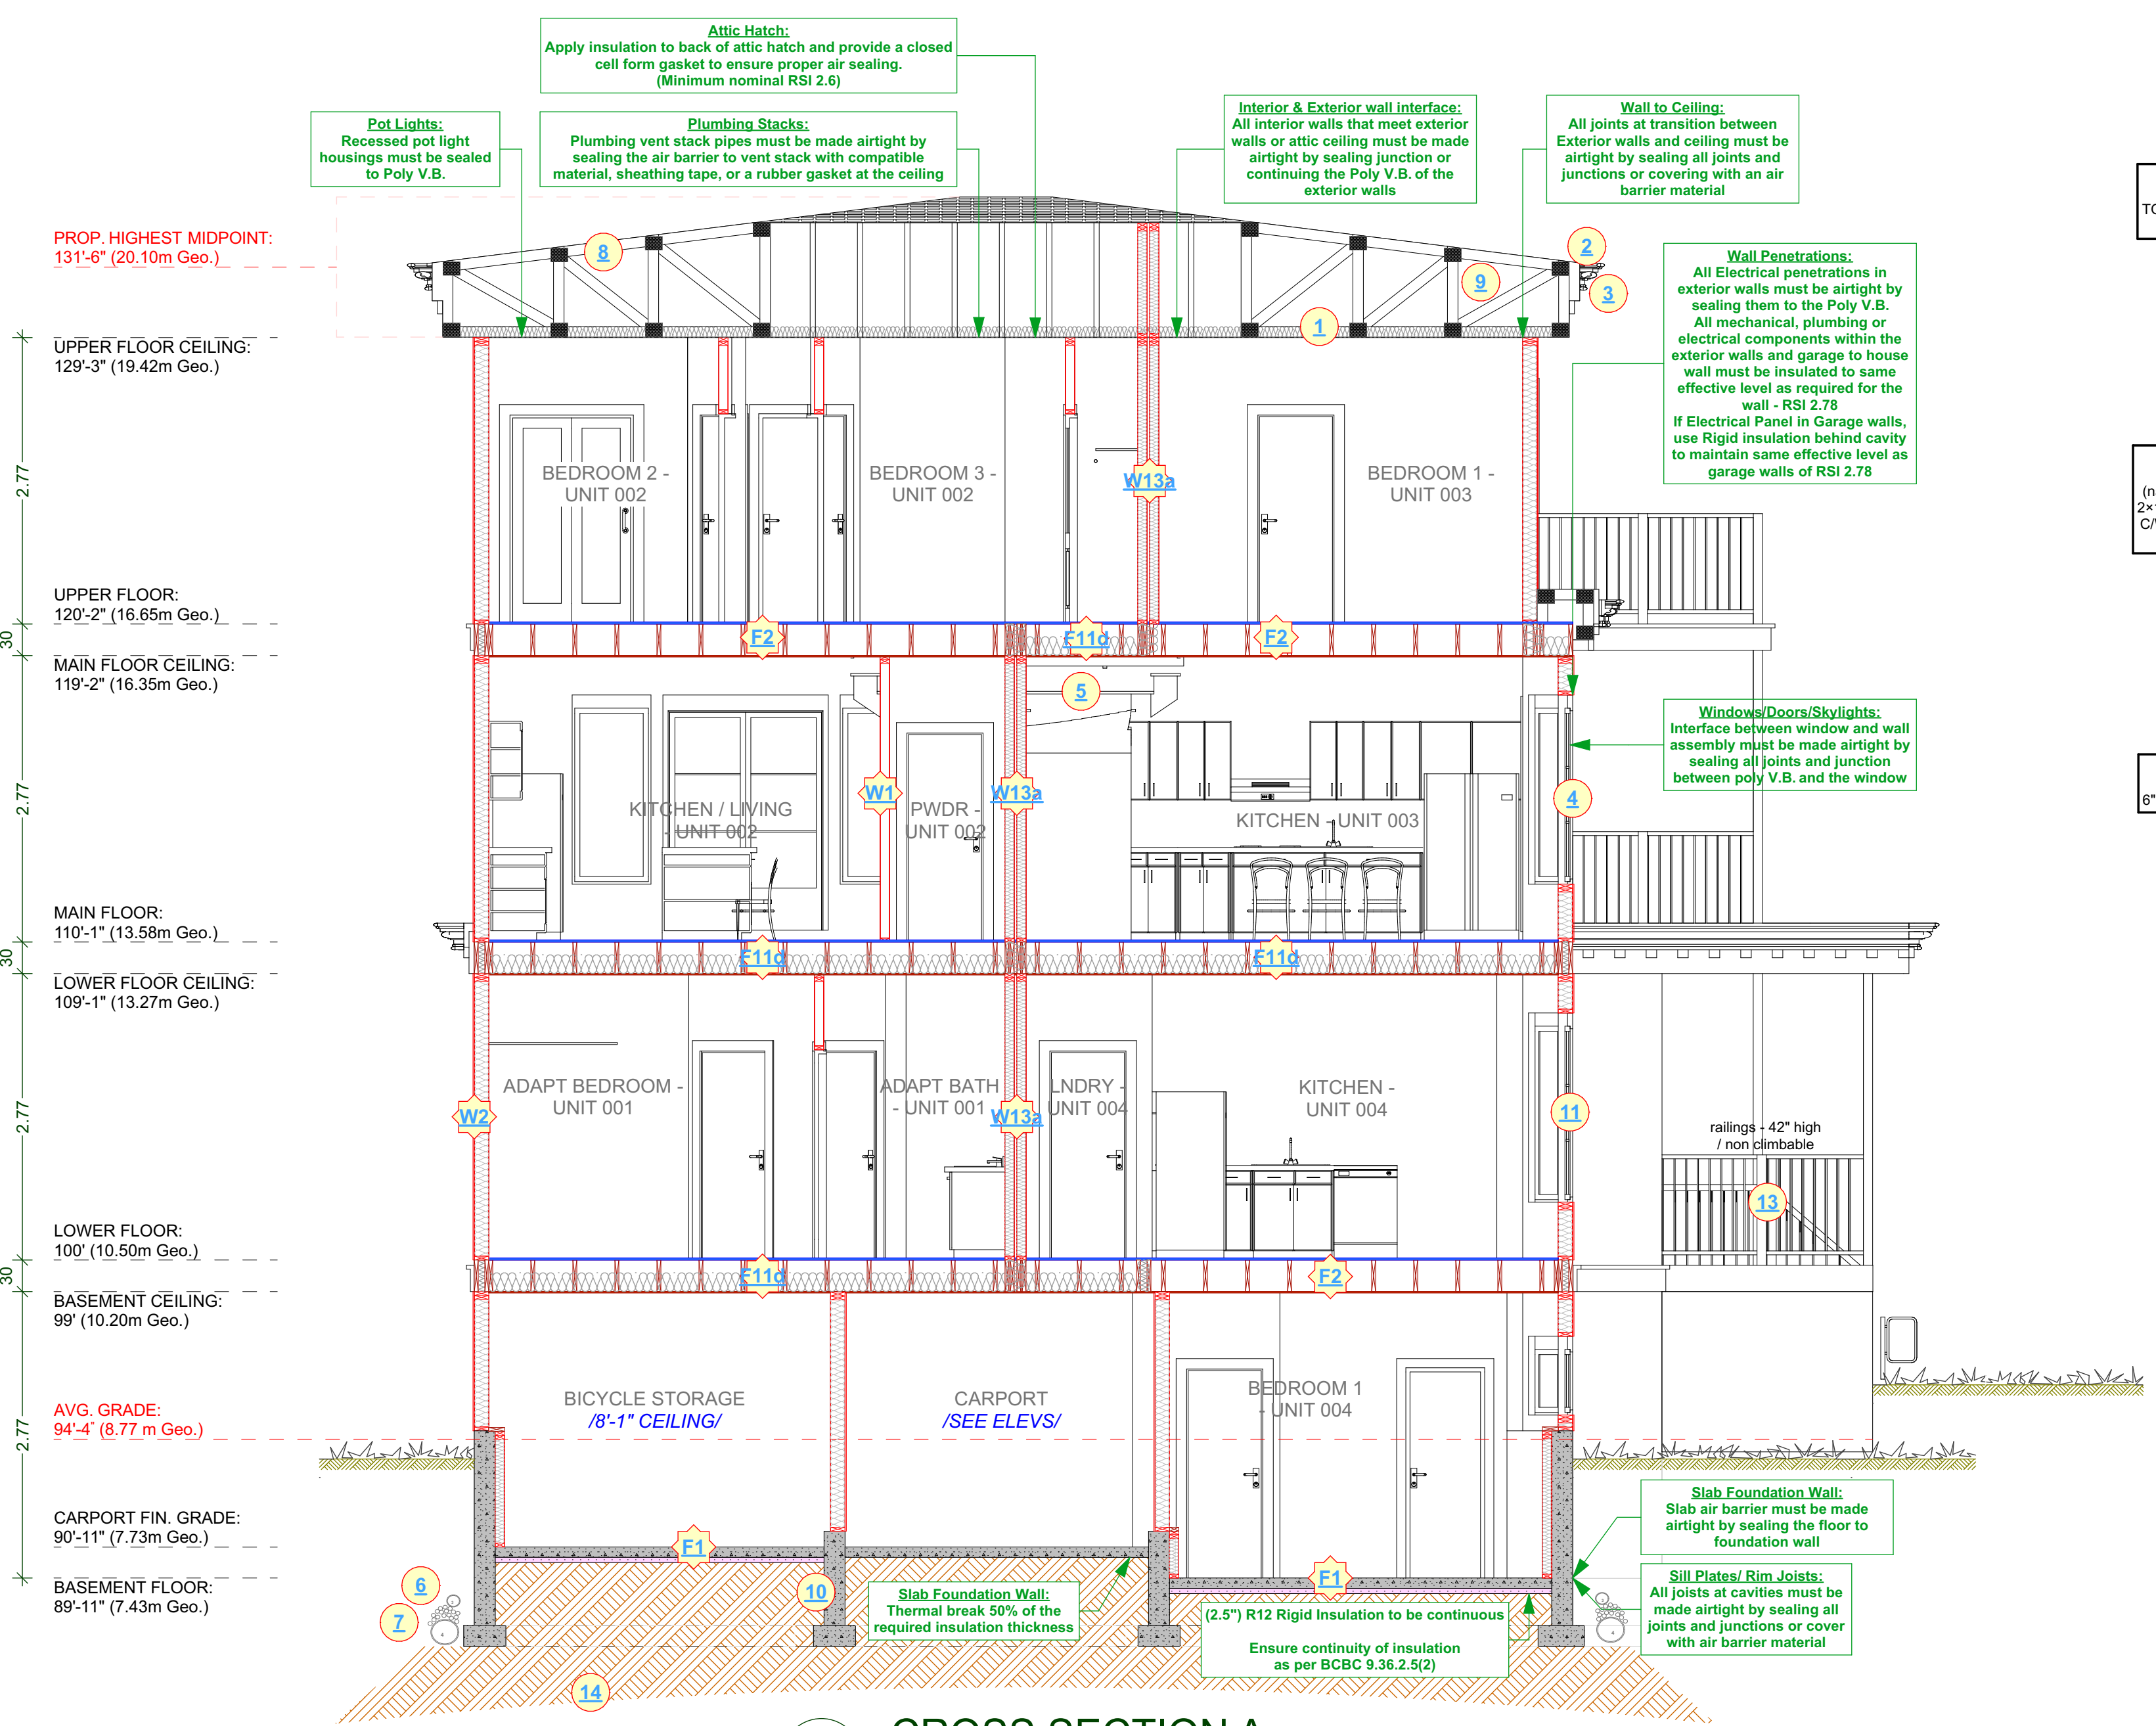 Attic Hatch:
Apply insulation to back of attic hatch and provide a closed
cell form gasket to ensure proper air sealing.
(Minimum nominal RSI 2.6)
Pot Lights:
Recessed pot light
housings must be sealed
to Poly V.B.
Plumbing Stacks:
Plumbing vent stack pipes must be made airtight by
sealing the air barrier to vent stack with compatible
material, sheathing tape, or a rubber gasket at the ceiling
Interior & Exterior wall interface:
All interior walls that meet exterior
walls or attic ceiling must be made
airtight by sealing junction or
continuing the Poly V.B. of the
exterior walls
Wall to Ceiling:
All joints at transition between
Exterior walls and ceiling must be
airtight by sealing all joints and
junctions or covering with an air
barrier material
PROP. HIGHEST MIDPOINT:
131'-6" (20.10m Geo.)
8
2
9
3
1
Wall Penetrations:
All Electrical penetrations in
exterior walls must be airtight by
sealing them to the Poly V.B.
All mechanical, plumbing or
electrical components within the
exterior walls and garage to house
wall must be insulated to same
effective level as required for the
wall - RSI 2.78
If Electrical Panel in Garage walls,
use Rigid insulation behind cavity
to maintain same effective level as
garage walls of RSI 2.78
UPPER FLOOR CEILING:
129'-3" (19.42m Geo.)
2.77
BEDROOM 2 -
UNIT 002
BEDROOM 3 -
UNIT 002
W13a
BEDROOM 1 -
UNIT 003
UPPER FLOOR:
120'-2" (16.65m Geo.)
30
F2
F11d
F2
MAIN FLOOR CEILING:
119'-2" (16.35m Geo.)
5
Windows/Doors/Skylights:
Interface between window and wall
assembly must be made airtight by
sealing all joints and junction
between poly V.B. and the window
2.77
KITCHEN / LIVING
- UNIT 002
W1
PWDR -
UNIT 002
W13a
KITCHEN - UNIT 003
4
MAIN FLOOR:
110'-1" (13.58m Geo.)
30
F11d
F11d
LOWER FLOOR CEILING:
109'-1" (13.27m Geo.)
2.77
W2
ADAPT BEDROOM -
UNIT 001
ADAPT BATH
- UNIT 001
W13a
LNDRY -
UNIT 004
KITCHEN -
UNIT 004
11
railings - 42" high
/ non climbable
13
LOWER FLOOR:
100' (10.50m Geo.)
30
F11d
F2
BASEMENT CEILING:
99' (10.20m Geo.)
2.77
BICYCLE STORAGE
/8'-1" CEILING/
CARPORT
/SEE ELEVS/
BEDROOM 1
- UNIT 004
AVG. GRADE:
94'-4" (8.77 m Geo.)
CARPORT FIN. GRADE:
90'-11" (7.73m Geo.)
F1
F1
BASEMENT FLOOR:
89'-11" (7.43m Geo.)
6
7
10
14
Slab Foundation Wall:
Thermal break 50% of the
required insulation thickness
(2.5") R12 Rigid Insulation to be continuous
Ensure continuity of insulation
as per BCBC 9.36.2.5(2)
Slab Foundation Wall:
Slab air barrier must be made
airtight by sealing the floor to
foundation wall
Sill Plates/ Rim Joists:
All joists at cavities must be
made airtight by sealing all
joints and junctions or cover
with air barrier material
CROSS SECTION A